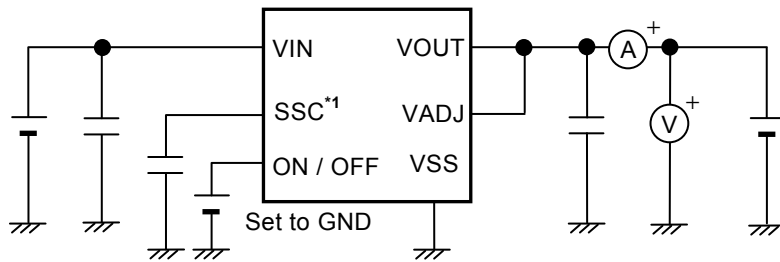 VIN
VOUT
A
+
SSC*1
VADJ
V
+
ON / OFF
VSS
Set to GND